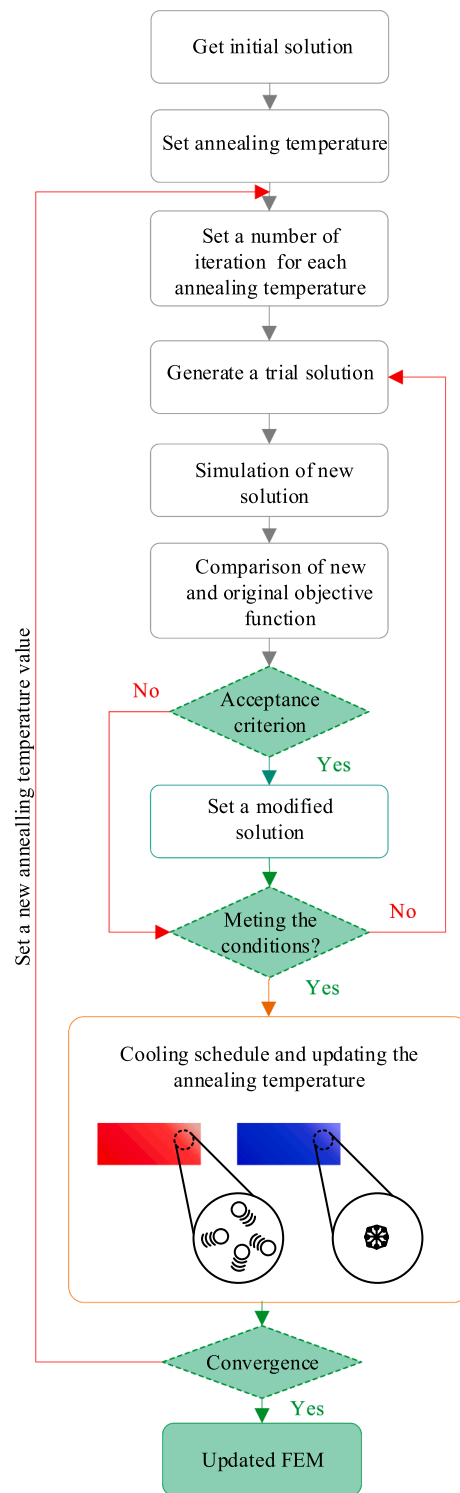 Get initial solution
Set annealing temperature
Set a number of
iteration for each
annealing temperature
Generate a trial solution
Simulation of new
solution
Comparison of new
and original objective
function
Acceptance
criterion
No
Yes
Set a modified
solution
Meting the
conditions?
No
Yes
Set a new annealling temperature value
Cooling schedule and updating the
annealing temperature
Convergence
Yes
Updated FEM